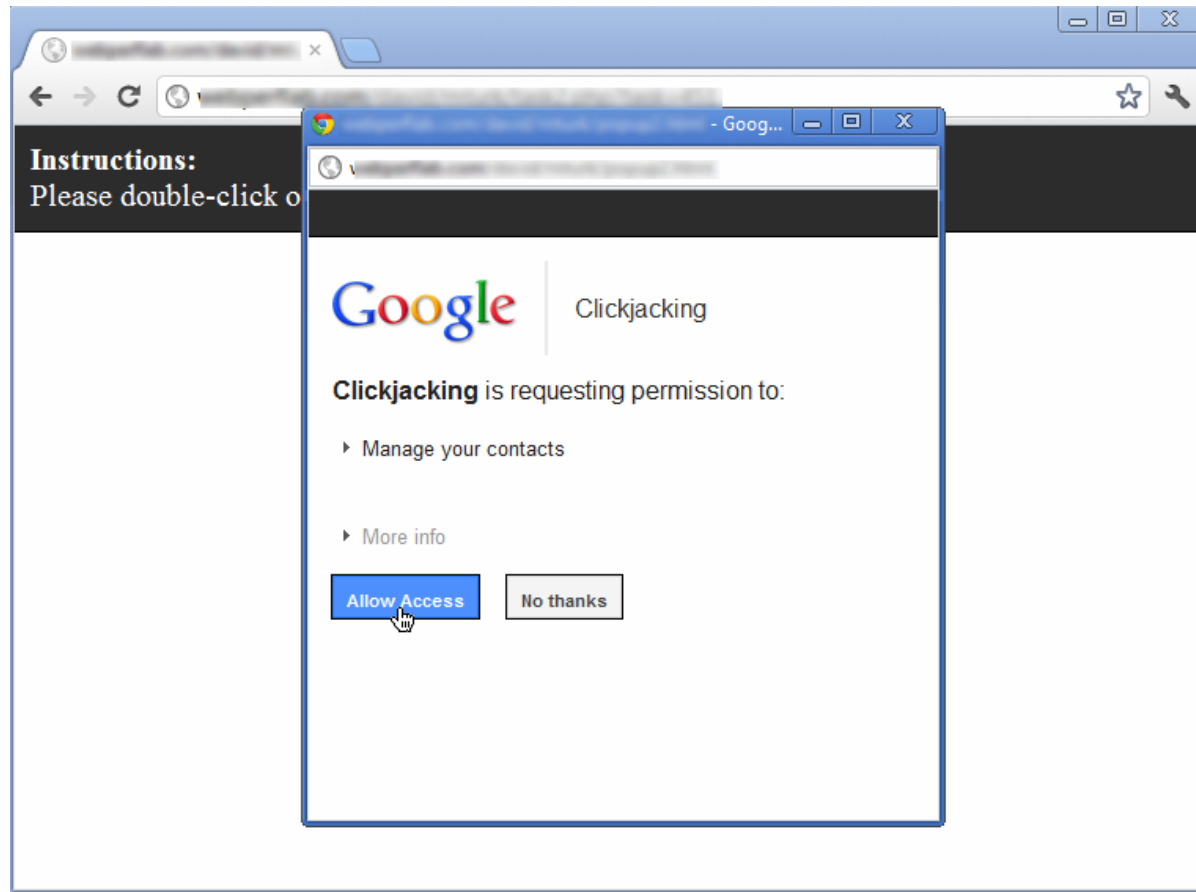 - Goog...
Instructions:
Please double-click o
Google
Clickjacking
Clickjacking is requesting permission to:
Manage your contacts
More info
Allow Access
No thanks